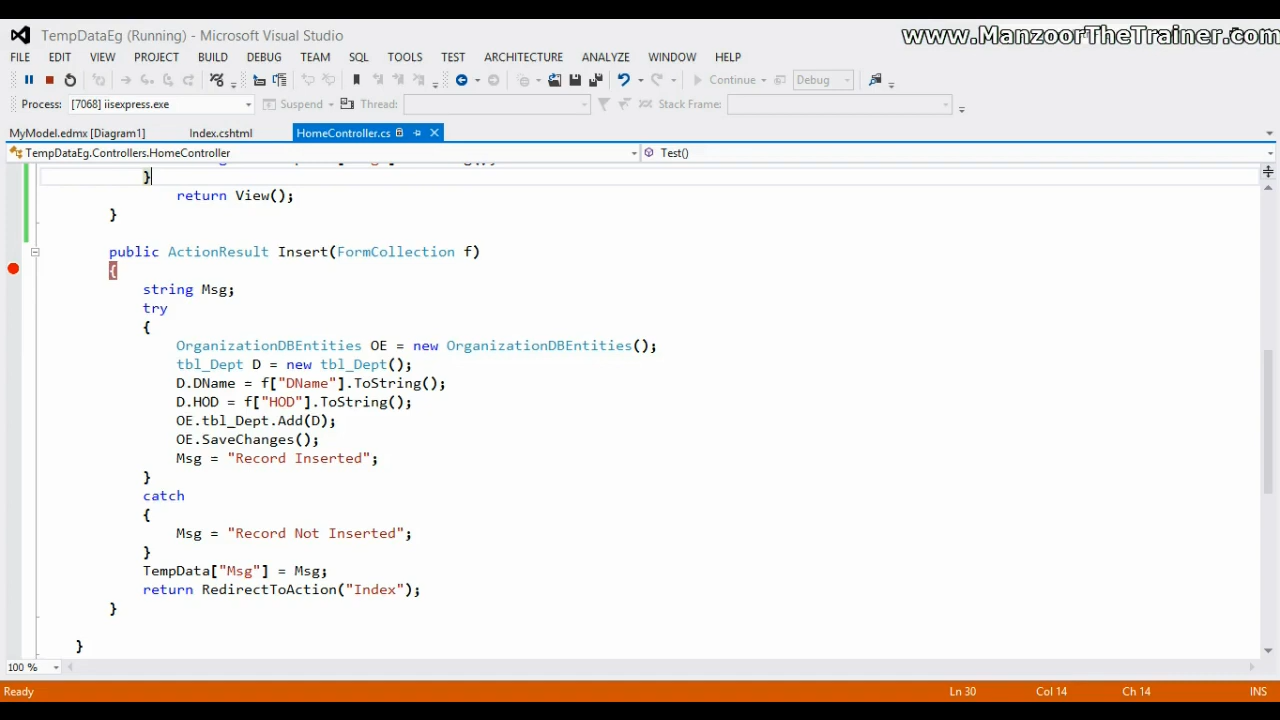 TempDataEg (Running) - Microsoft Visual Studio
www.ManzoorTheTrainer.com
FILE EDIT VIEW PROJECT BUILD DEBUG TEAM SQL TOOLS TEST ARCHITECTURE ANALYZE WINDOW HELP
Continue Debug
Process: [7068] iisexpress.exe Suspend Thread: Stack Frame:
MyModel.edmx [Diagram1] Index.cshtml HomeController.cs
TempDataEg.Controllers.HomeController Test()
}
return View();
}
public ActionResult Insert(FormCollection f)
{
string Msg;
try
{
OrganizationDBEntities OE = new OrganizationDBEntities();
tbl_Dept D = new tbl_Dept();
D.DName = f["DName"].ToString();
D.HOD = f["HOD"].ToString();
OE.tbl_Dept.Add(D);
OE.SaveChanges();
Msg = "Record Inserted";
}
catch
{
Msg = "Record Not Inserted";
}
TempData["Msg"] = Msg;
return RedirectToAction("Index");
}
}
100 %
Ready Ln 30 Col 14 Ch 14 INS